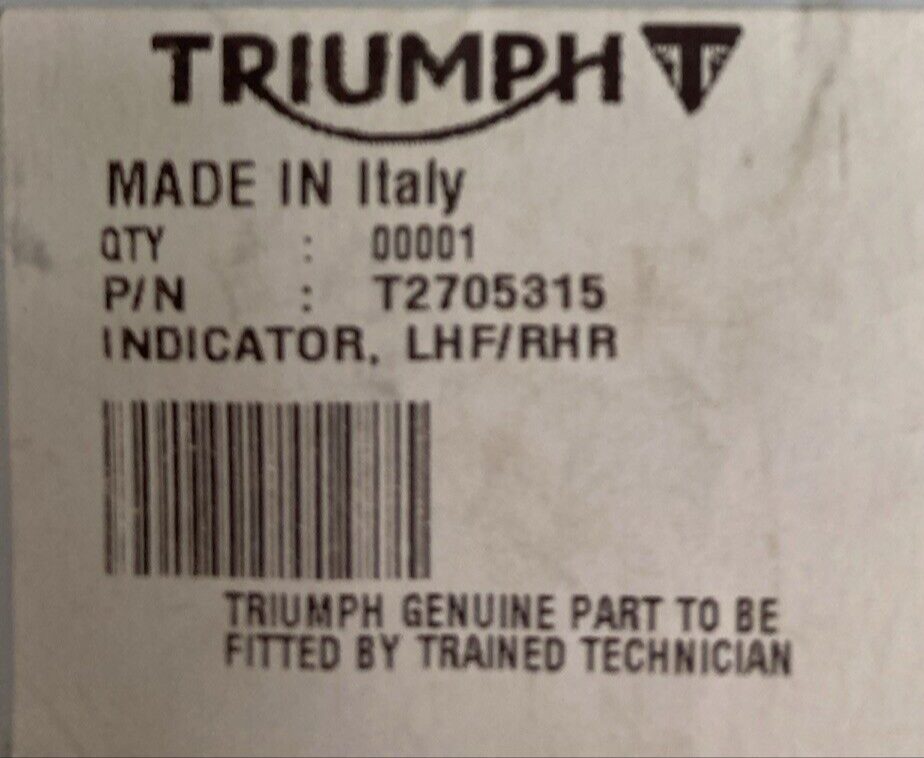 TRIUMPH T
MADE IN Italy
QTY : 00001
P/N : T2705315
INDICATOR, LHF/RHR
TRIUMPH GENUINE PART TO BE
FITTED BY TRAINED TECHNICIAN